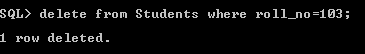 SQL> delete from Students where roll_no=103;
1 row deleted.